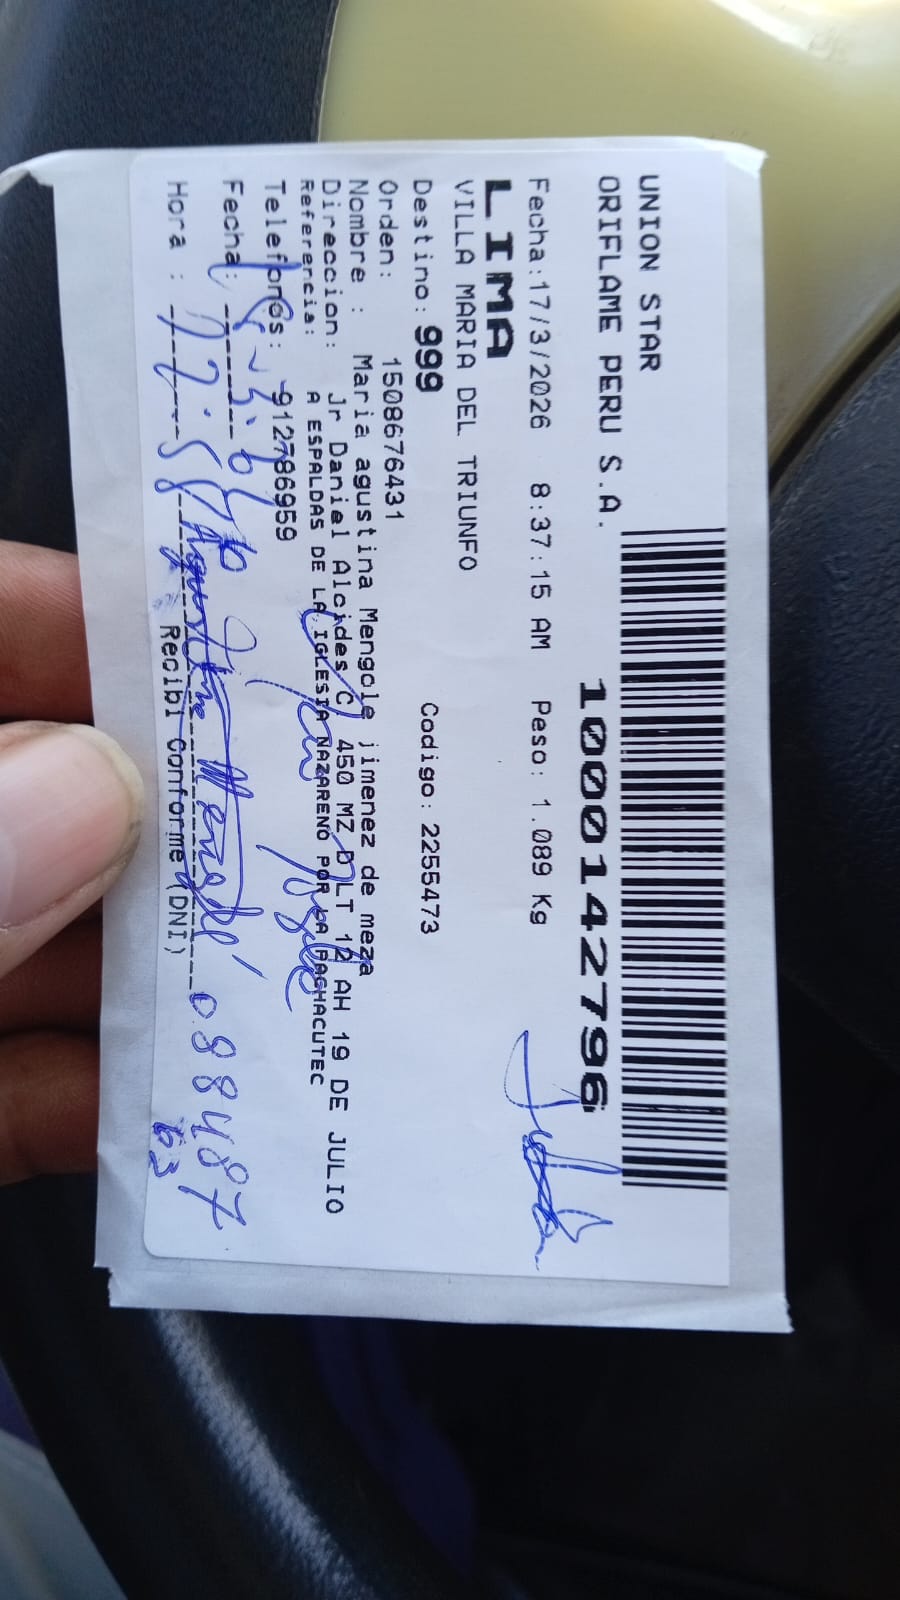 UNION STAR
ORIFLAME PERU S.A.
1000142796
Fecha:17/3/2026 8:37:15 AM Peso: 1.089 Kg
LIMA
VILLA MARIA DEL TRIUNFO
Destino: 999 Codigo: 2255473
Orden: 1508676431
Nombre : Maria agustina Mengole jimenez de meza
Direccion: Jr Daniel Alcides C 450 MZ D LT 12 AH 19 DE JULIO
Referencia: A ESPALDAS DE LA IGLESIA NAZARENO POR LA PACHACUTEC
Telefonos: 912786959
Fecha:
Hora :
088487
63
Recibi Conforme (DNI)